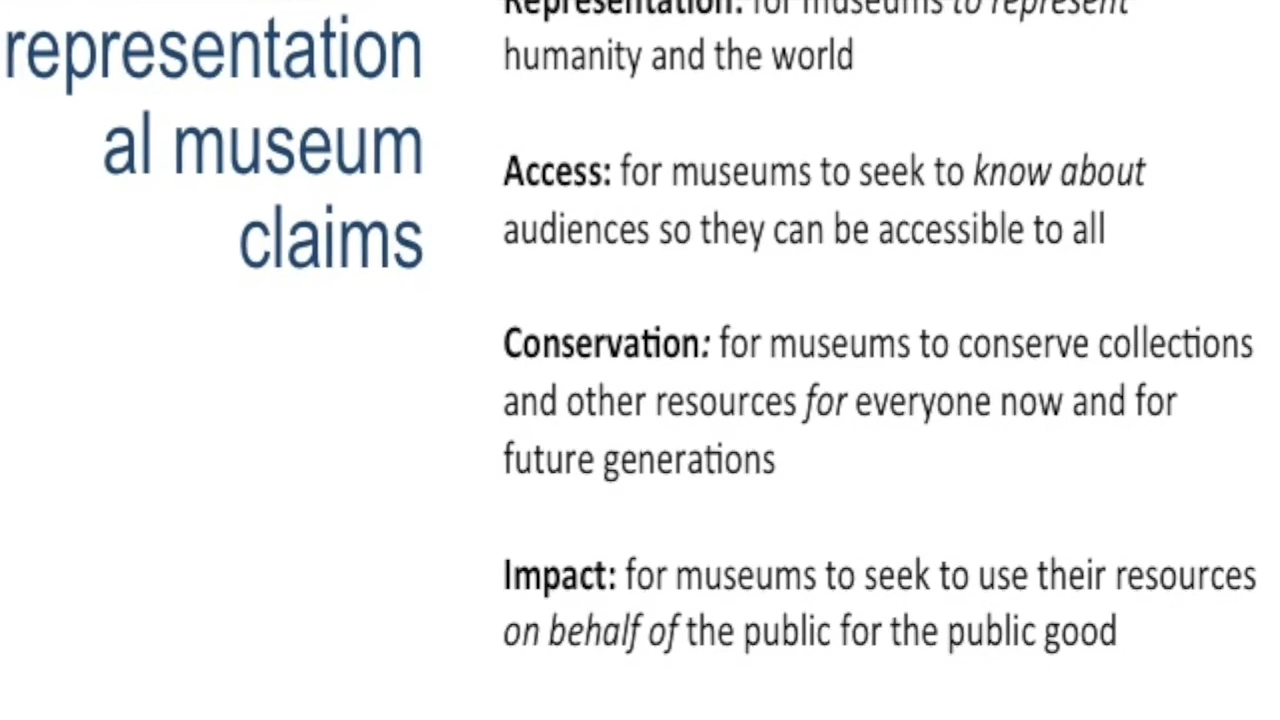 representation
al museum
claims
Representation: for museums to represent
humanity and the world
Access: for museums to seek to know about
audiences so they can be accessible to all
Conservation: for museums to conserve collections
and other resources for everyone now and for
future generations
Impact: for museums to seek to use their resources
on behalf of the public for the public good